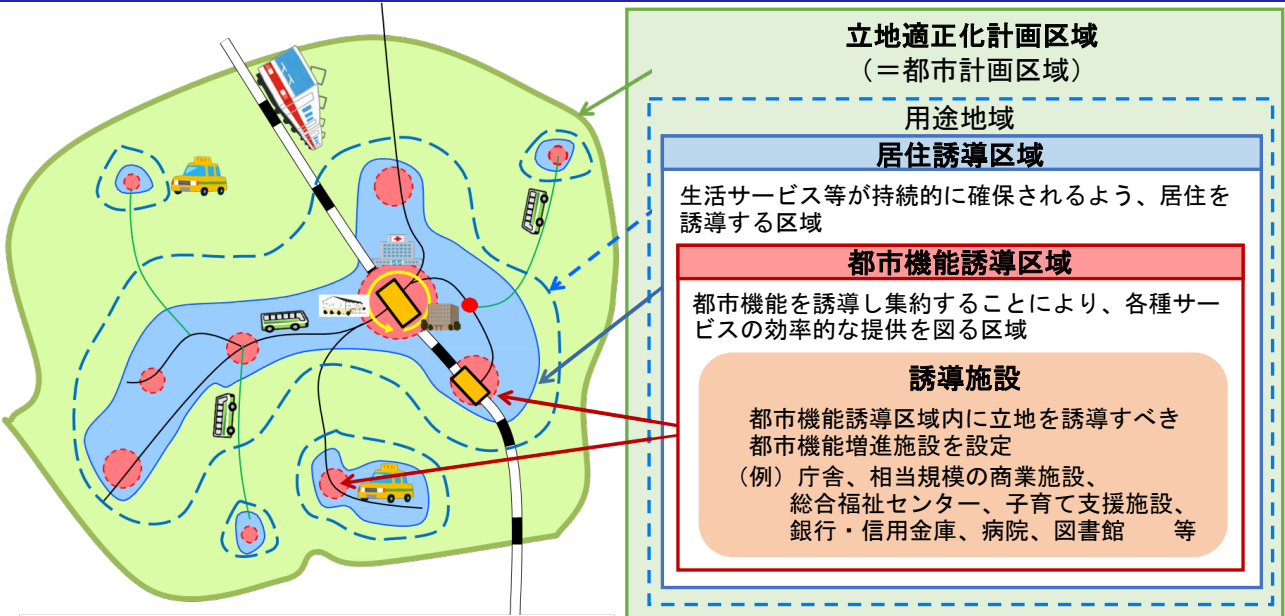 立地適正化計画区域
（＝都市計画区域）
用途地域
居住誘導区域
生活サービス等が持続的に確保されるよう、居住を
誘導する区域
都市機能誘導区域
都市機能を誘導し集約することにより、各種サー
ビスの効率的な提供を図る区域
誘導施設
都市機能誘導区域内に立地を誘導すべき
都市機能増進施設を設定
（例）庁舎、相当規模の商業施設、
総合福祉センター、子育て支援施設、
銀行・信用金庫、病院、図書館　　等
TAXI
TAXI